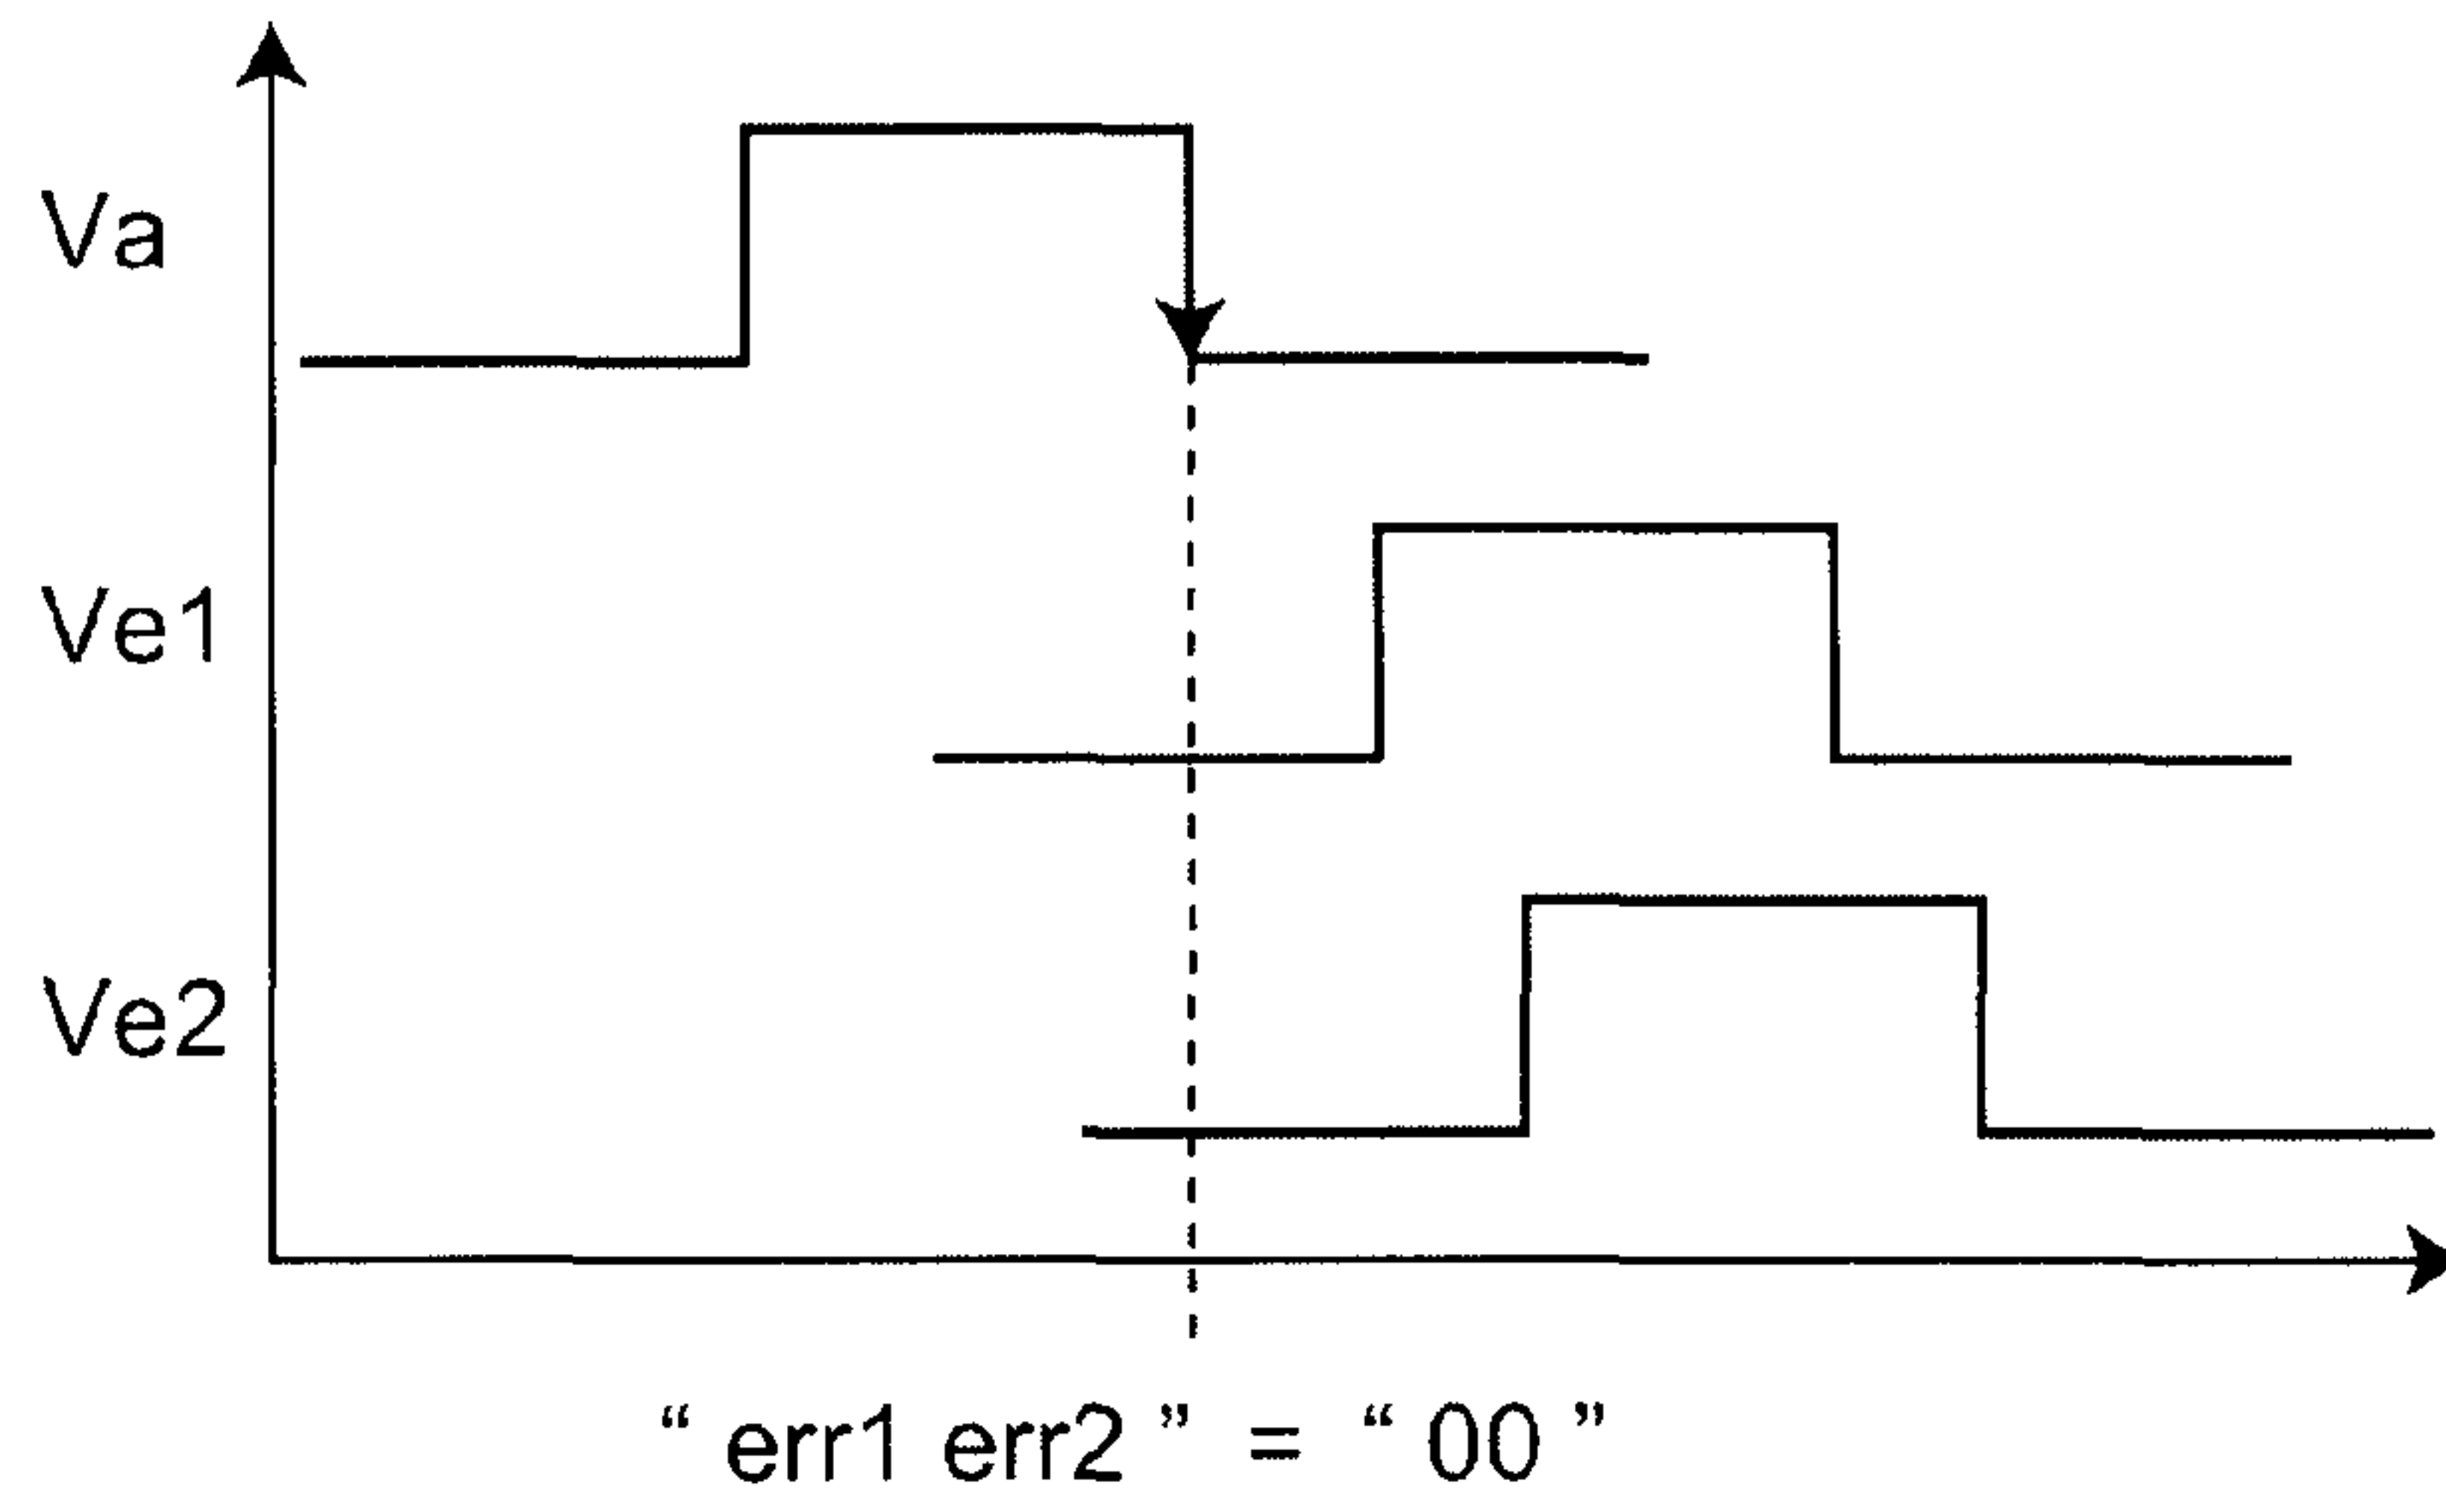 Va
Ve1
Ve2
“ err1 err2 ” = “ 00 ”